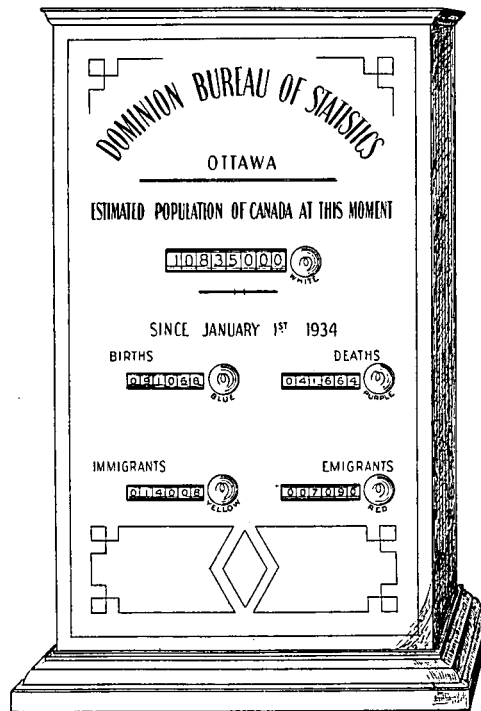 DOMINION BUREAU OF STATISTICS
OTTAWA
ESTIMATED POPULATION OF CANADA AT THIS MOMENT
10835000
WHITE
SINCE JANUARY 1ST 1934
BIRTHS DEATHS
091068 041664
BLUE PURPLE
IMMIGRANTS EMIGRANTS
014008 007090
YELLOW RED